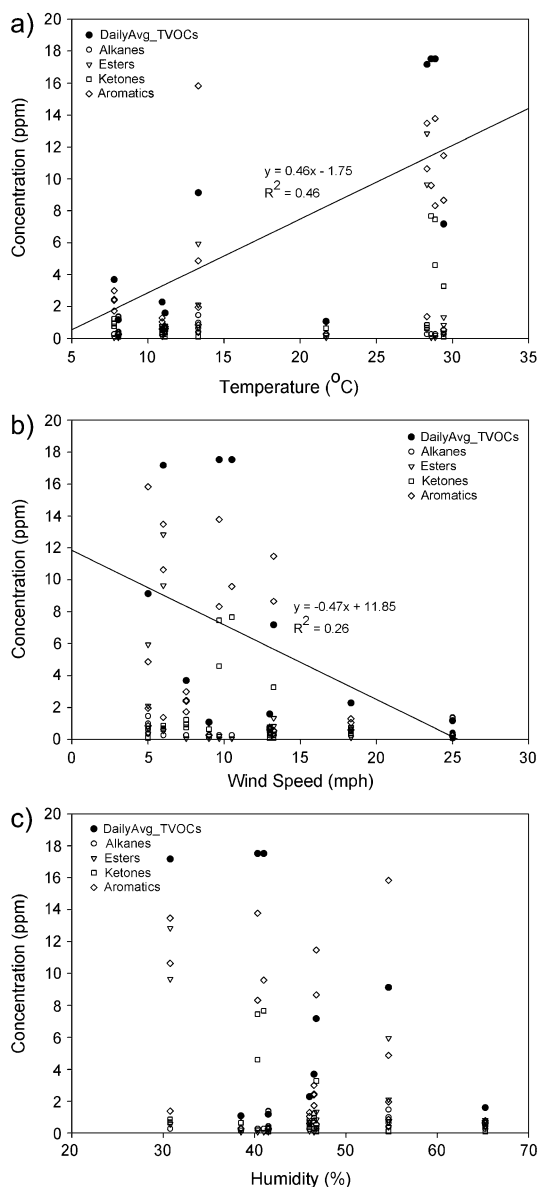 a)
20
18
16
14
12
10
8
6
4
2
0
Concentration (ppm)
DailyAvg_TVOCs
Alkanes
Esters
Ketones
Aromatics
y = 0.46x - 1.75
R2 = 0.46
5 10 15 20 25 30 35
Temperature (oC)
b)
20
18
16
14
12
10
8
6
4
2
0
Concentration (ppm)
DailyAvg_TVOCs
Alkanes
Esters
Ketones
Aromatics
y = -0.47x + 11.85
R2 = 0.26
0 5 10 15 20 25 30
Wind Speed (mph)
c)
20
18
16
14
12
10
8
6
4
2
0
Concentration (ppm)
DailyAvg_TVOCs
Alkanes
Esters
Ketones
Aromatics
20 30 40 50 60 70
Humidity (%)